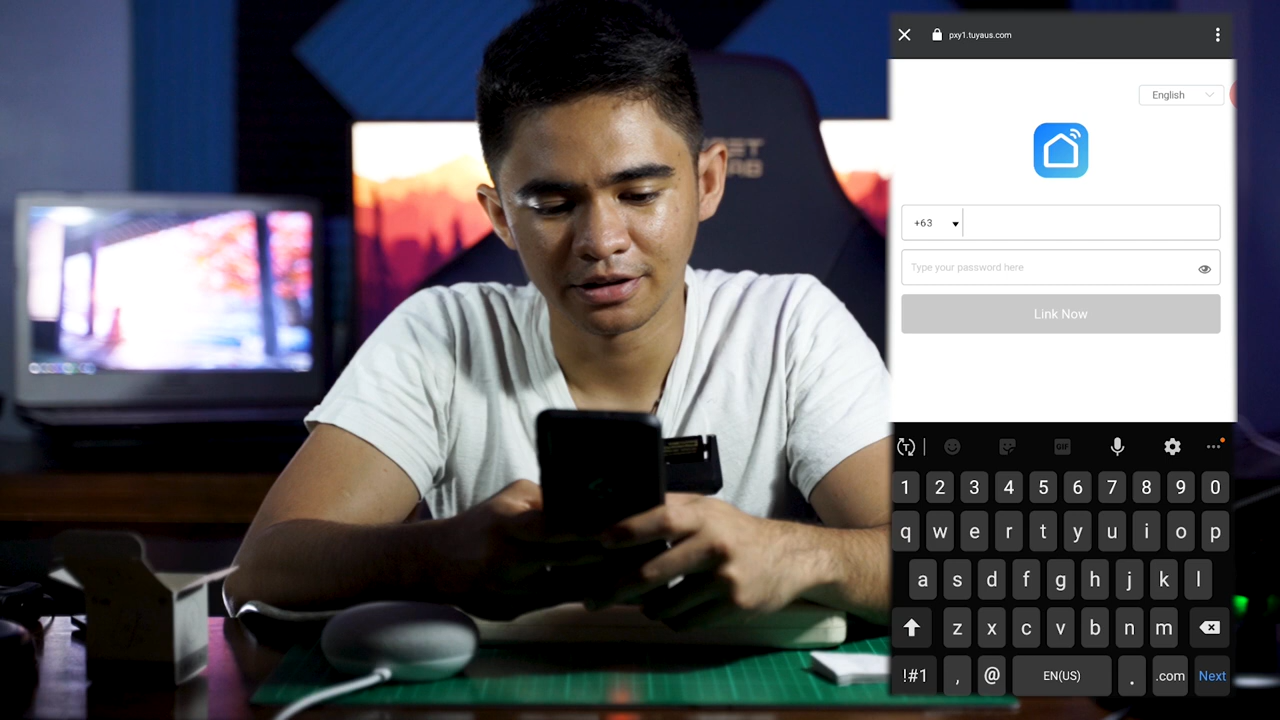 pxy1.tuyaus.com
English
+63
Type your password here
Link Now
GIF
1 2 3 4 5 6 7 8 9 0
q w e r t y u i o p
a s d f g h j k l
z x c v b n m
!#1 , @ EN(US) . .com Next